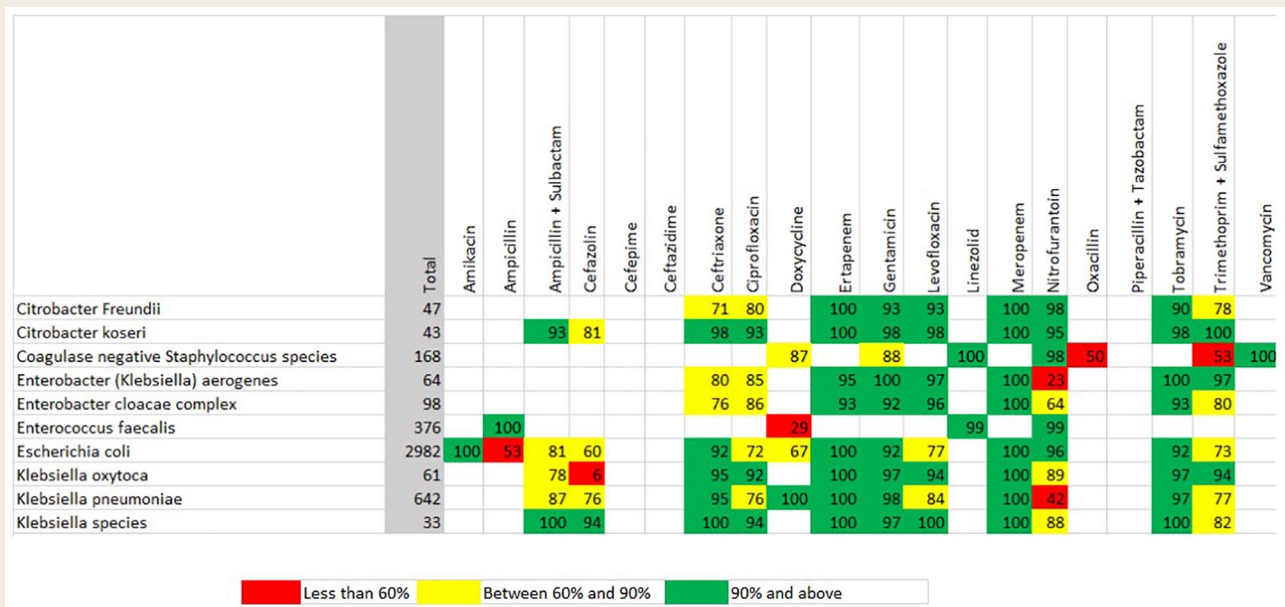 Total Amikacin Ampicillin Ampicillin + Sulbactam Cefazolin Cefepime Ceftazidime Ceftriaxone Ciprofloxacin Doxycycline Ertapenem Gentamicin Levofloxacin Linezolid Meropenem Nitrofurantoin Oxacillin Piperacillin + Tazobactam Tobramycin Trimethoprim + Sulfamethoxazole Vancomycin
Citrobacter Freundii 47 71 80 100 93 93 100 98 90 78
Citrobacter koseri 43 93 81 98 93 100 98 98 100 95 98 100
Coagulase negative Staphylococcus species 168 87 88 100 98 50 53 100
Enterobacter (Klebsiella) aerogenes 64 80 85 95 100 97 100 23 100 97
Enterobacter cloacae complex 98 76 86 93 92 96 100 64 93 80
Enterococcus faecalis 376 100 29 99 99
Escherichia coli 2982 100 53 81 60 92 72 67 100 92 77 100 96 92 73
Klebsiella oxytoca 61 78 6 95 92 100 97 94 100 89 97 94
Klebsiella pneumoniae 642 87 76 95 76 100 100 98 84 100 42 97 77
Klebsiella species 33 100 94 100 94 100 97 100 100 88 100 82
Less than 60% Between 60% and 90% 90% and above